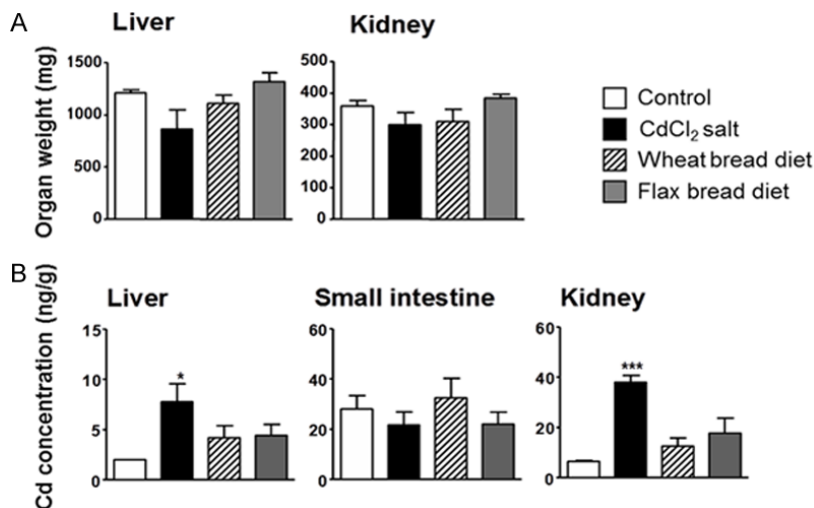 A
Liver
Kidney
Organ weight (mg)
1500
1000
500
0
500
400
300
200
100
0
Control
CdCl₂ salt
Wheat bread diet
Flax bread diet
B
Cd concentration (ng/g)
Liver
Small intestine
Kidney
15
10
5
0
*
60
40
20
0
60
40
20
0
***